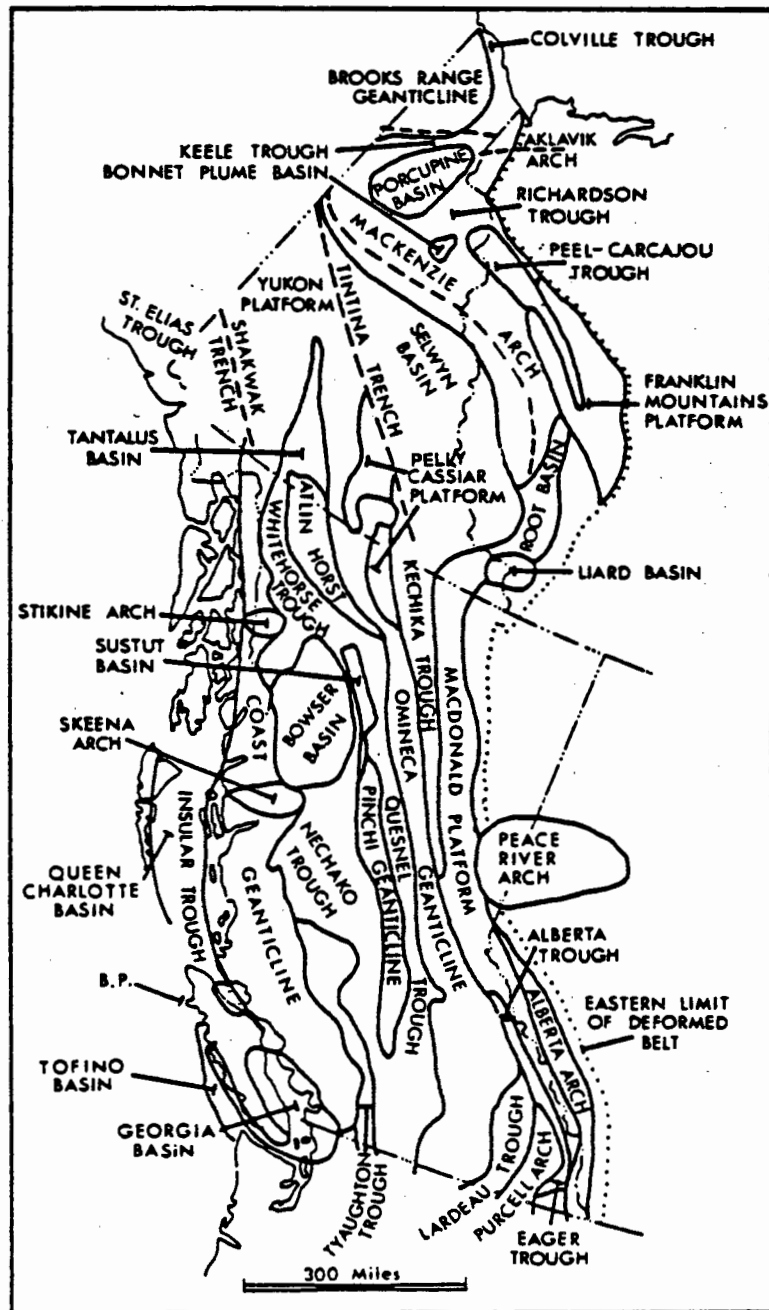 COLVILLE TROUGH
BROOKS RANGE
GEANTICLINE
KEELE TROUGH
BONNET PLUME BASIN
AKLAVIK
ARCH
PORCUPINE
BASIN
RICHARDSON
TROUGH
MACKENZIE
ARCH
PEEL-CARCAJOU
TROUGH
YUKON
PLATFORM
TINTINA TRENCH
SELWYN
BASIN
ST. ELIAS
TROUGH
SHAKWAK
TRENCH
FRANKLIN
MOUNTAINS
PLATFORM
TANTALUS
BASIN
PELKY
CASSIAR
PLATFORM
ROOT BASIN
ATLIN HORST
WHITEHORSE
TROUGH
LIARD BASIN
STIKINE ARCH
SUSTUT
BASIN
KECHIKA TROUGH
MACDONALD PLATFORM
BOWSER
BASIN
OMINECA
GEANTICLINE
SKEENA
ARCH
COAST
GEANTICLINE
INSULAR TROUGH
NECHAKO
TROUGH
PINCHI GEANTICLINE
QUESNEL
TROUGH
PEACE
RIVER
ARCH
QUEEN
CHARLOTTE
BASIN
ALBERTA
TROUGH
B.P.
ALBERTA ARCH
EASTERN LIMIT
OF DEFORMED
BELT
TOFINO
BASIN
GEORGIA
BASIN
TYAUGHTON
TROUGH
LARDEAU TROUGH
PURCELL ARCH
EAGER
TROUGH
300 Miles